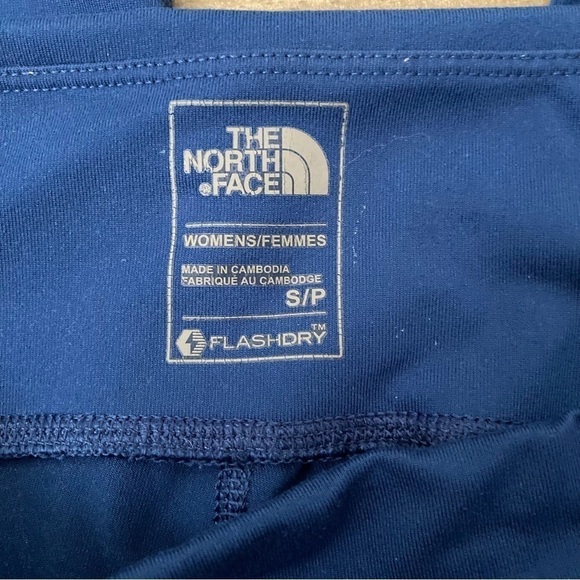 THE
NORTH
FACE
WOMENS/FEMMES
MADE IN CAMBODIA
FABRIQUÉ AU CAMBODGE
S/P
FLASHDRY™